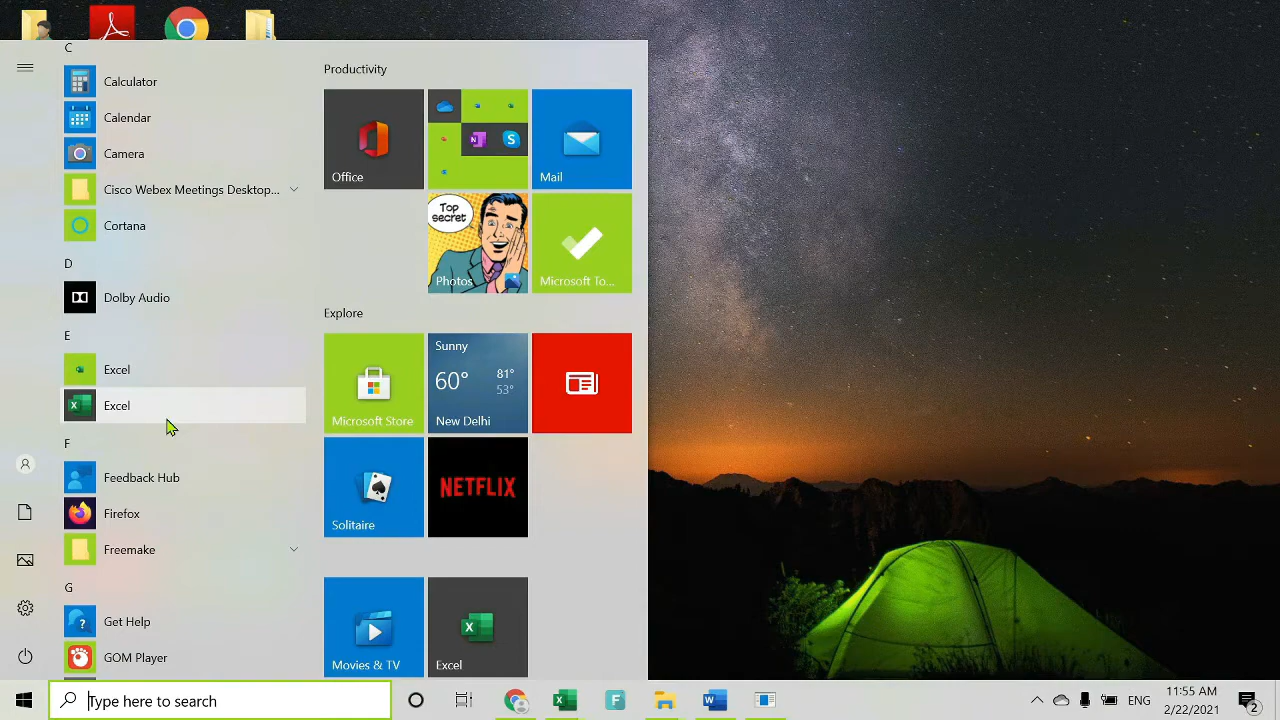 C
Calculator
Calendar
Camera
Cisco Webex Meetings Desktop...
Cortana
D
Dolby Audio
E
Excel
Excel
F
Feedback Hub
Firefox
Freemake
G
Get Help
GOM Player
Productivity
Office
Mail
Top
secret
Photos
Microsoft To...
Explore
Microsoft Store
Sunny
60°
81°
53°
New Delhi
Solitaire
NETFLIX
Movies & TV
Excel
Type here to search
ENG
11:55 AM
2/22/2021
2